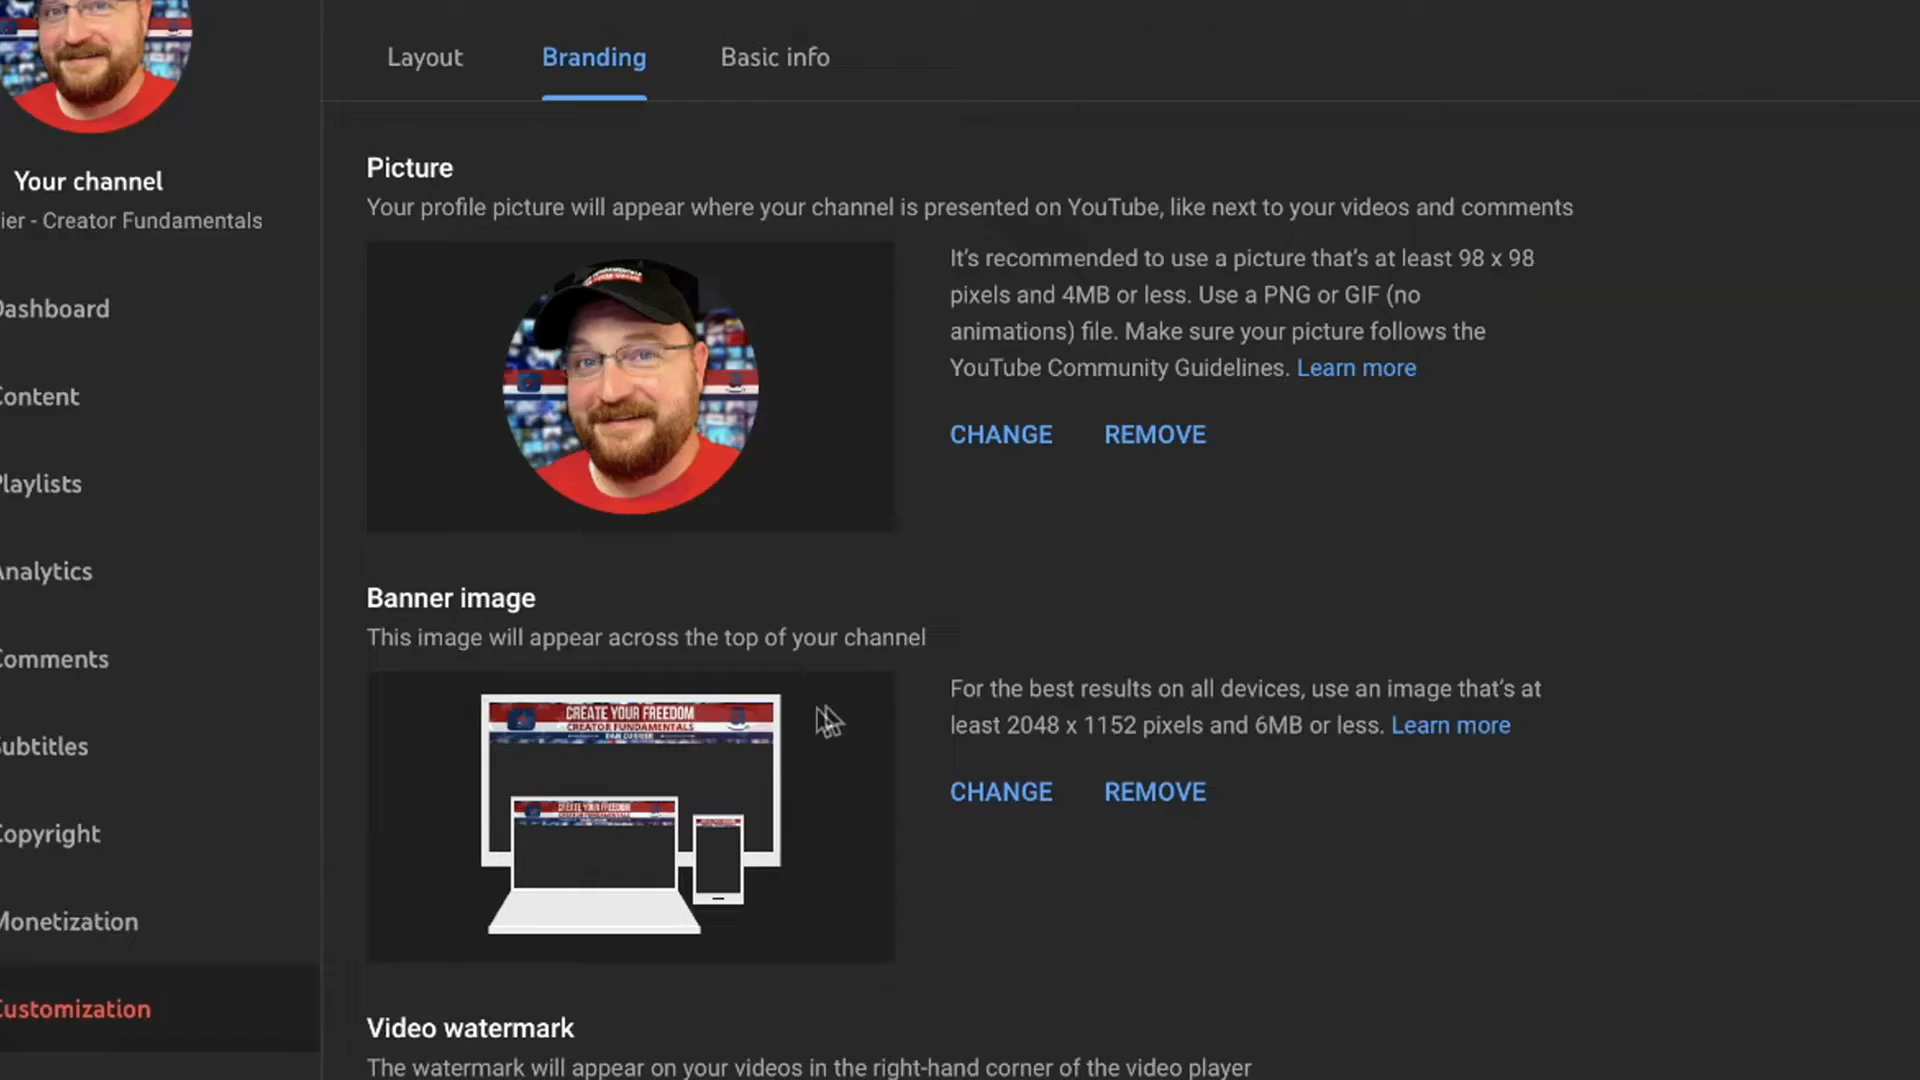 Layout
Branding
Basic info
Your channel
ier - Creator Fundamentals
Dashboard
Content
Playlists
Analytics
Comments
Subtitles
Copyright
Monetization
Customization
Picture
Your profile picture will appear where your channel is presented on YouTube, like next to your videos and comments
It's recommended to use a picture that's at least 98 x 98
pixels and 4MB or less. Use a PNG or GIF (no
animations) file. Make sure your picture follows the
YouTube Community Guidelines. Learn more
CHANGE REMOVE
Banner image
This image will appear across the top of your channel
CREATE YOUR FREEDOM
CREATOR FUNDAMENTALS
CREATE YOUR FREEDOM
CREATOR FUNDAMENTALS
For the best results on all devices, use an image that's at
least 2048 x 1152 pixels and 6MB or less. Learn more
CHANGE REMOVE
Video watermark
The watermark will appear on your videos in the right-hand corner of the video player